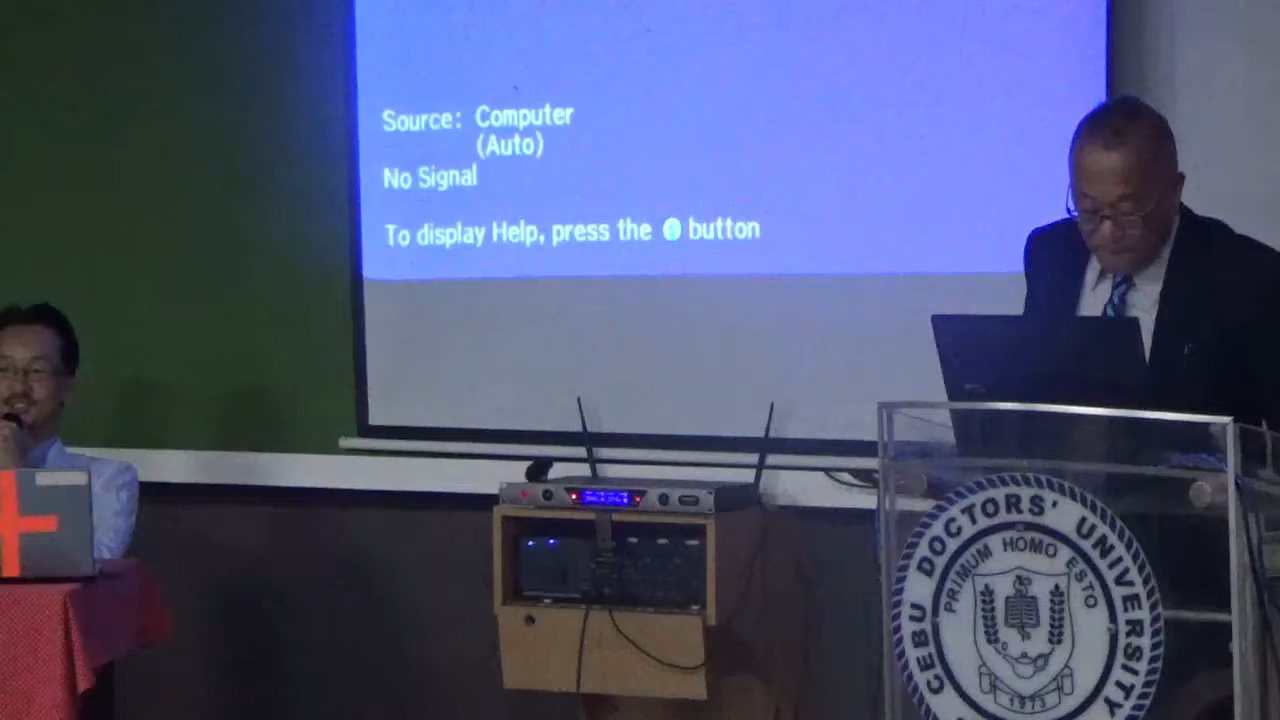 Source: Computer
(Auto)
No Signal
To display Help, press the button
CEBU DOCTORS' UNIVERSITY
PRIMUM HOMO ESTO
1973